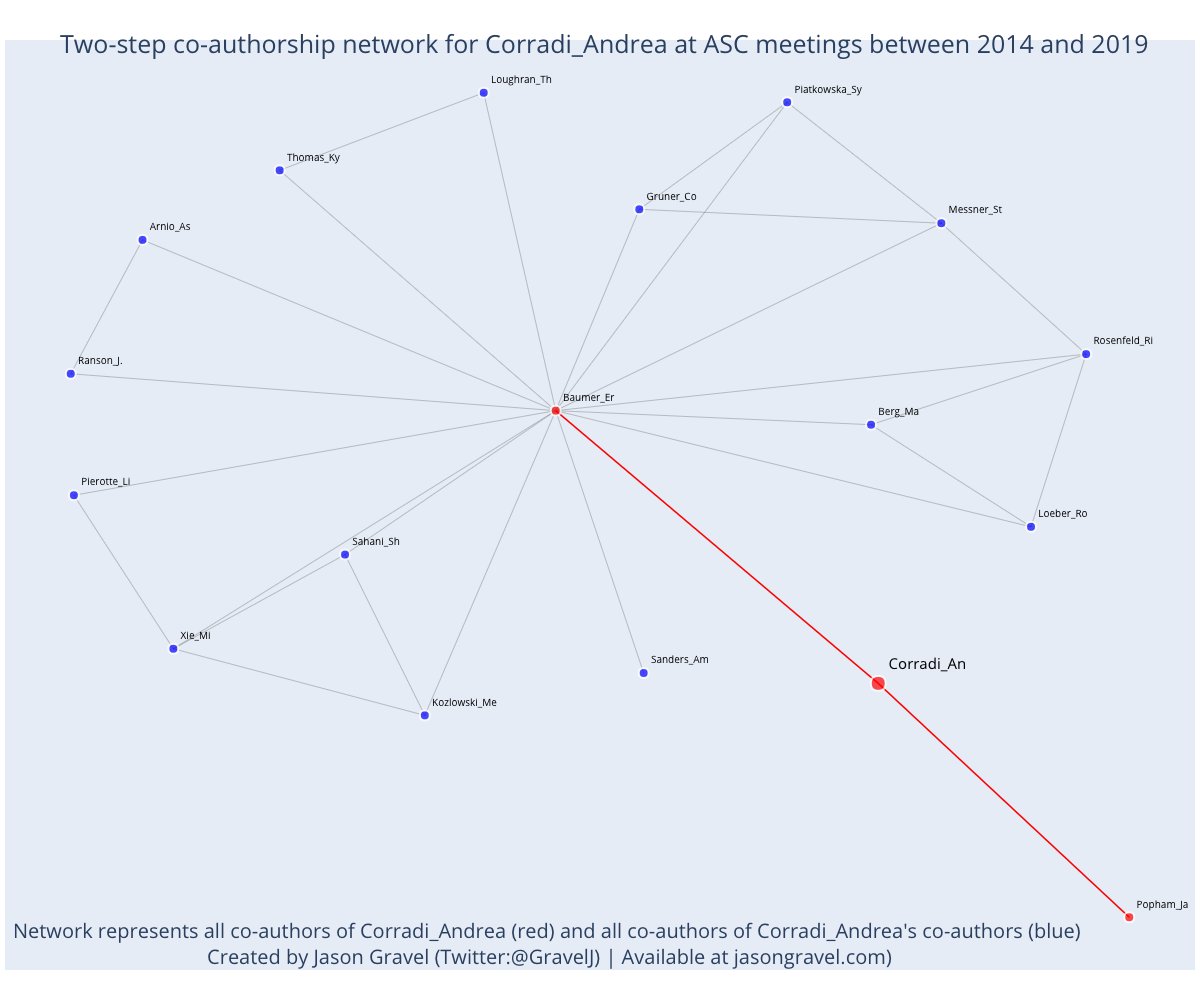 Two-step co-authorship network for Corradi_Andrea at ASC meetings between 2014 and 2019
Loughran_Th
Piatkowska_Sy
Thomas_Ky
Gruner_Co
Messner_St
Arnio_As
Rosenfeld_Ri
Ranson_J.
Baumer_Er
Berg_Ma
Pierotte_Li
Loeber_Ro
Sahani_Sh
Xie_Mi
Sanders_Am
Corradi_An
Kozlowski_Me
Popham_Ja
Network represents all co-authors of Corradi_Andrea (red) and all co-authors of Corradi_Andrea's co-authors (blue)
Created by Jason Gravel (Twitter:@GravelJ) | Available at jasongravel.com)